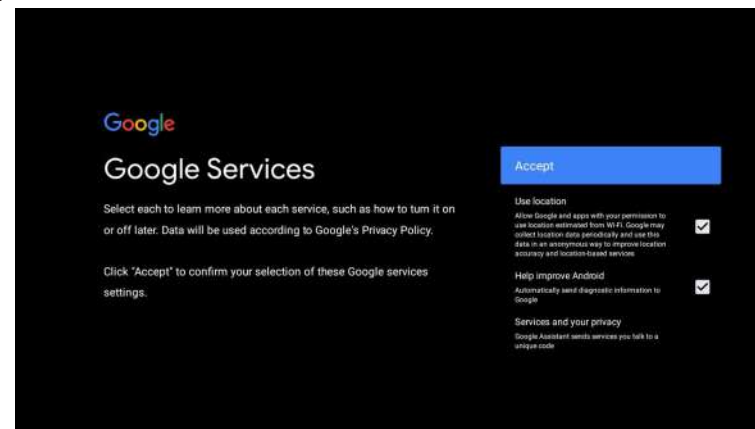 Google
Google Services
Select each to learn more about each service, such as how to turn it on
or off later. Data will be used according to Google's Privacy Policy.
Click "Accept" to confirm your selection of these Google services
settings.
Accept
Use location
Allow Google and apps with your permission to
use location estimated from Wi-Fi. Google may
collect location data periodically and use this
data in an anonymous way to improve location
accuracy and location-based services
Help improve Android
Automatically send diagnostic information to
Google
Services and your privacy
Google Assistant sends services you talk to a
unique code